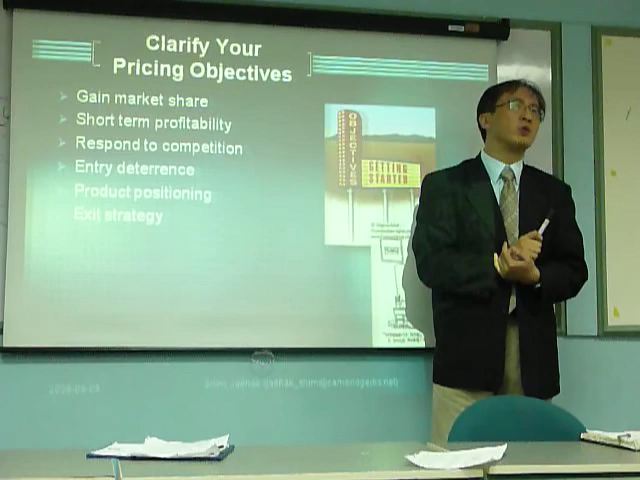 Clarify Your
Pricing Objectives
Gain market share
Short term profitability
Respond to competition
Entry deterrence
Product positioning
Exit strategy
OBJECTIVES
GETTING
STARTED